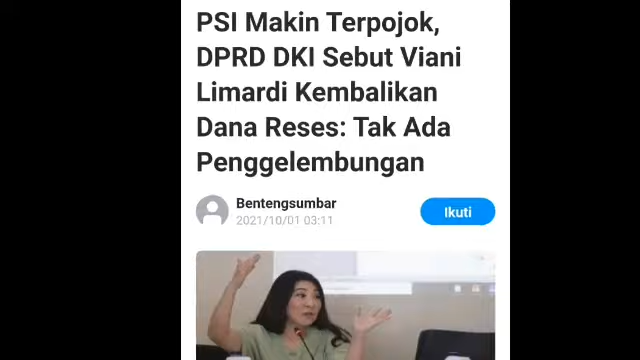 PSI Makin Terpojok,
DPRD DKI Sebut Viani
Limardi Kembalikan
Dana Reses: Tak Ada
Penggelembungan
Bentengsumbar
2021/10/01 03:11
Ikuti